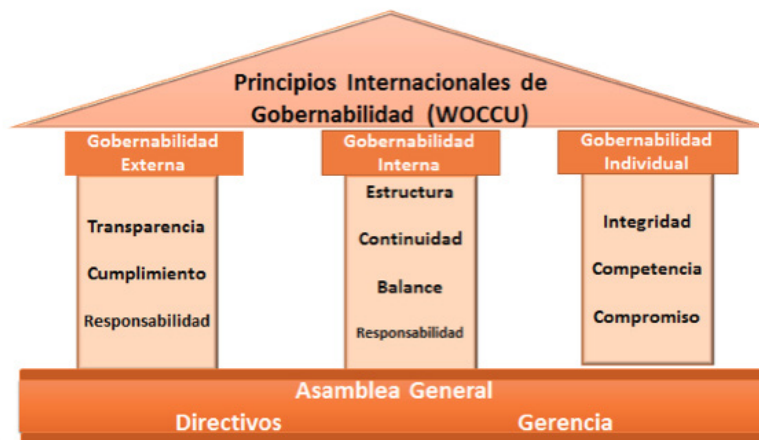 Principios Internacionales de
Gobernabilidad (WOCCU)
Gobernabilidad
Externa
Transparencia
Cumplimiento
Responsabilidad
Gobernabilidad
Interna
Estructura
Continuidad
Balance
Responsabilidad
Gobernabilidad
Individual
Integridad
Competencia
Compromiso
Asamblea General
Directivos
Gerencia